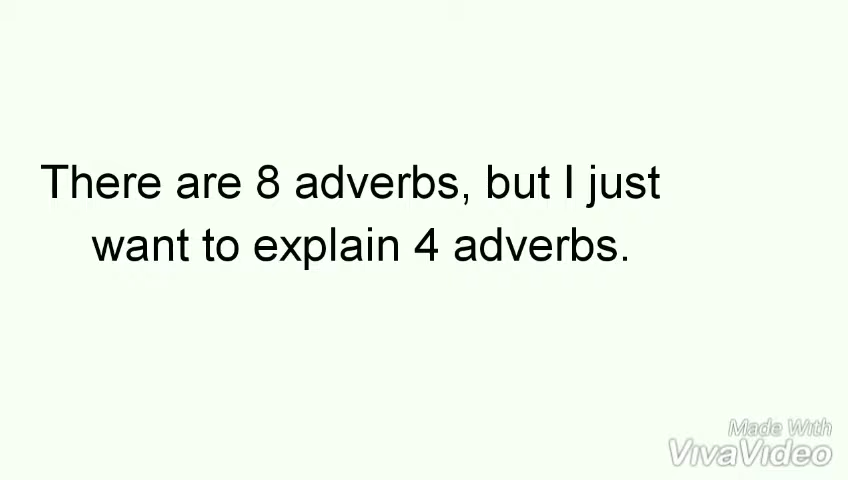 There are 8 adverbs, but I just
want to explain 4 adverbs.
Made With
VivaVideo